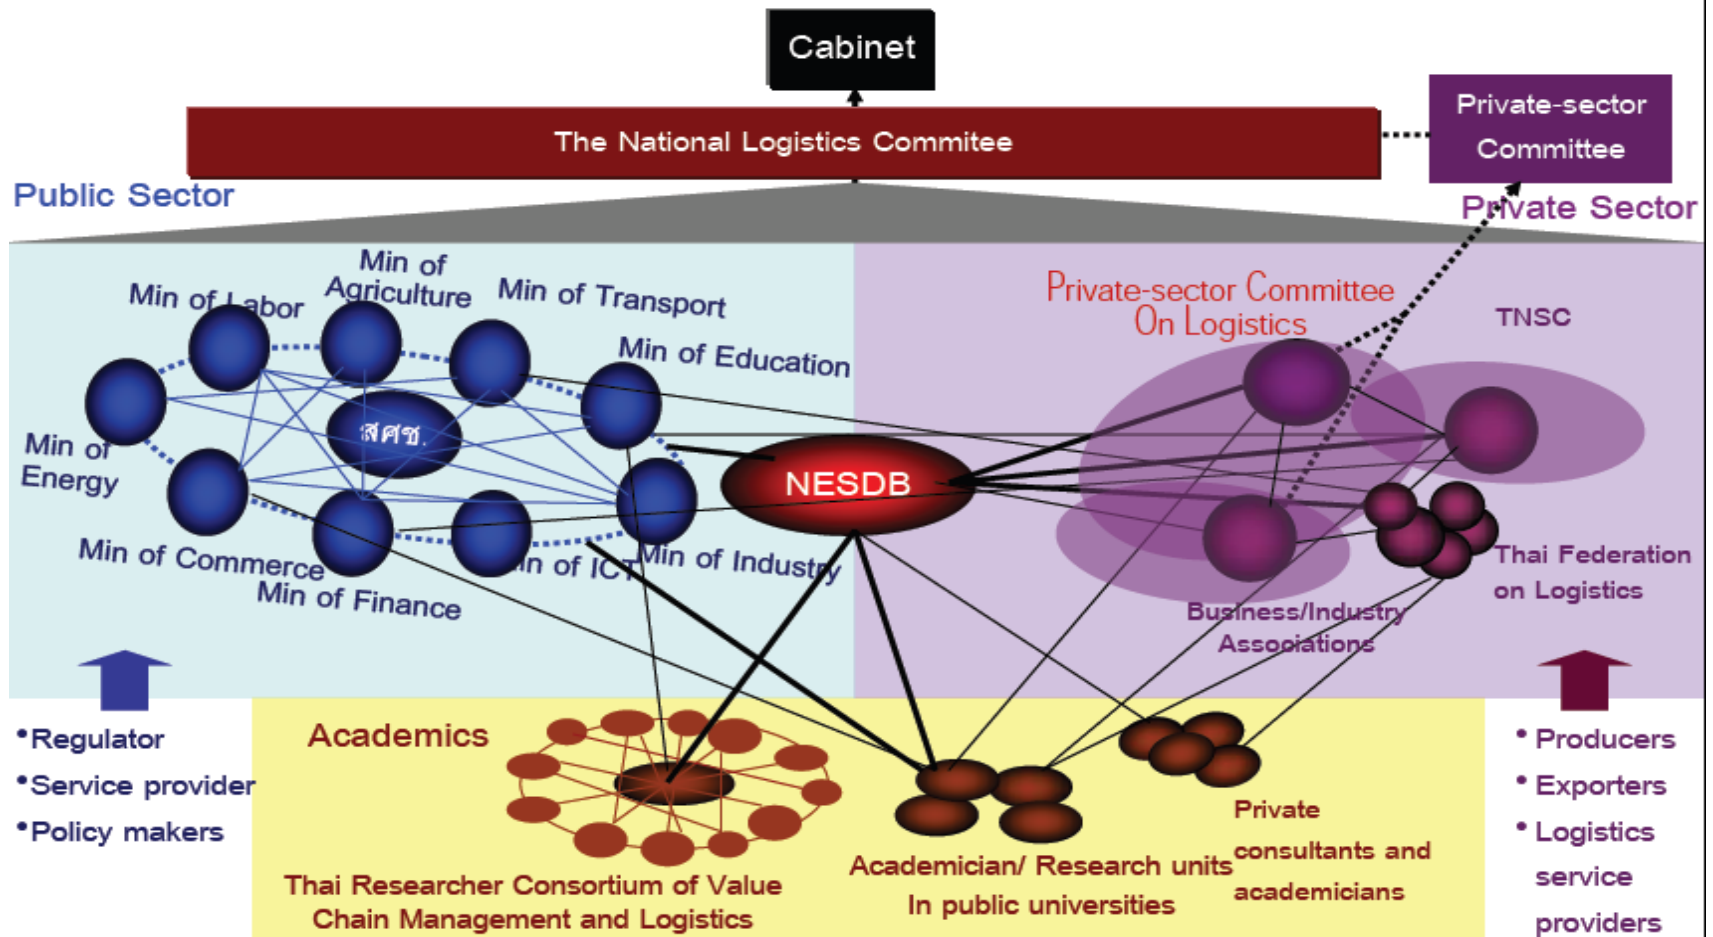 Cabinet
The National Logistics Commitee
Private-sector
Committee
Public Sector
Private Sector
Min of Labor
Min of
Agriculture
Min of Transport
Min of Education
Min of
Energy
สศช.
Min of Commerce
Min of Finance
Min of ICT
Min of Industry
NESDB
Private-sector Committee
On Logistics
TNSC
Thai Federation
on Logistics
Business/Industry
Associations
•Regulator
•Service provider
•Policy makers
Academics
Thai Researcher Consortium of Value
Chain Management and Logistics
Academician/ Research units
In public universities
Private
consultants and
academicians
• Producers
• Exporters
• Logistics
service
providers